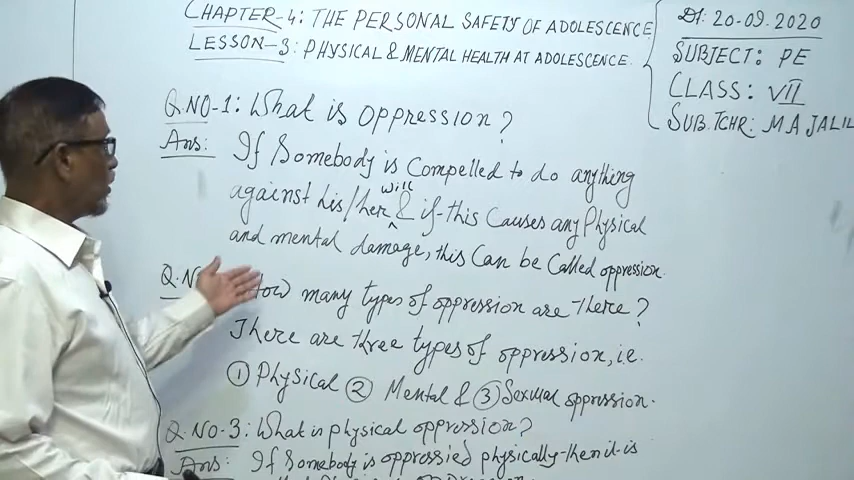 CHAPTER-4: THE PERSONAL SAFETY OF ADOLESCENCE
LESSON-3: PHYSICAL & MENTAL HEALTH AT ADOLESCENCE.
Dt: 20-09.2020
SUBJECT: PE
CLASS: VII
SUB.TCHR: M A JALIL
Q.NO-1: What is oppression?
Ans: If Somebody is Compelled to do anything
against his/her will & if this Causes any Physical
and mental damage, this Can be Called oppression.
Q.No How many types of oppression are there?
There are three types of oppression, i.e.
① Physical ② Mental & ③ Sexual oppression.
Q.NO-3: What is physical oppression?
Ans: If Somebody is oppressied physically then it is